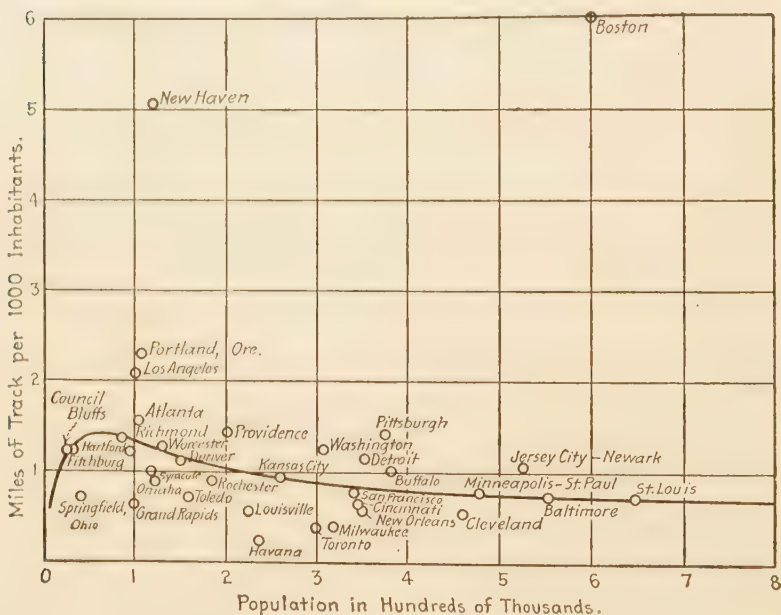 6
Boston
New Haven
5
4
3
Portland, Ore.
2
Los Angelos
Council
Bluffs
Atlanta
Richmond
Providence
Pittsburgh
Hartford
Worcester
Washington
Fitchburg
Denver
Kansas City
Detroit
Jersey City - Newark
1
Syracuse
Omaha
Rochester
Buffalo
Minneapolis-St. Paul
St. Louis
Springfield,
Ohio
Grand Rapids
Toledo
Louisville
San Francisco
Cincinnati
New Orleans
Cleveland
Baltimore
Milwaukee
Toronto
Havana
0 1 2 3 4 5 6 7 8
Population in Hundreds of Thousands.
Miles of Track per 1000 Inhabitants.